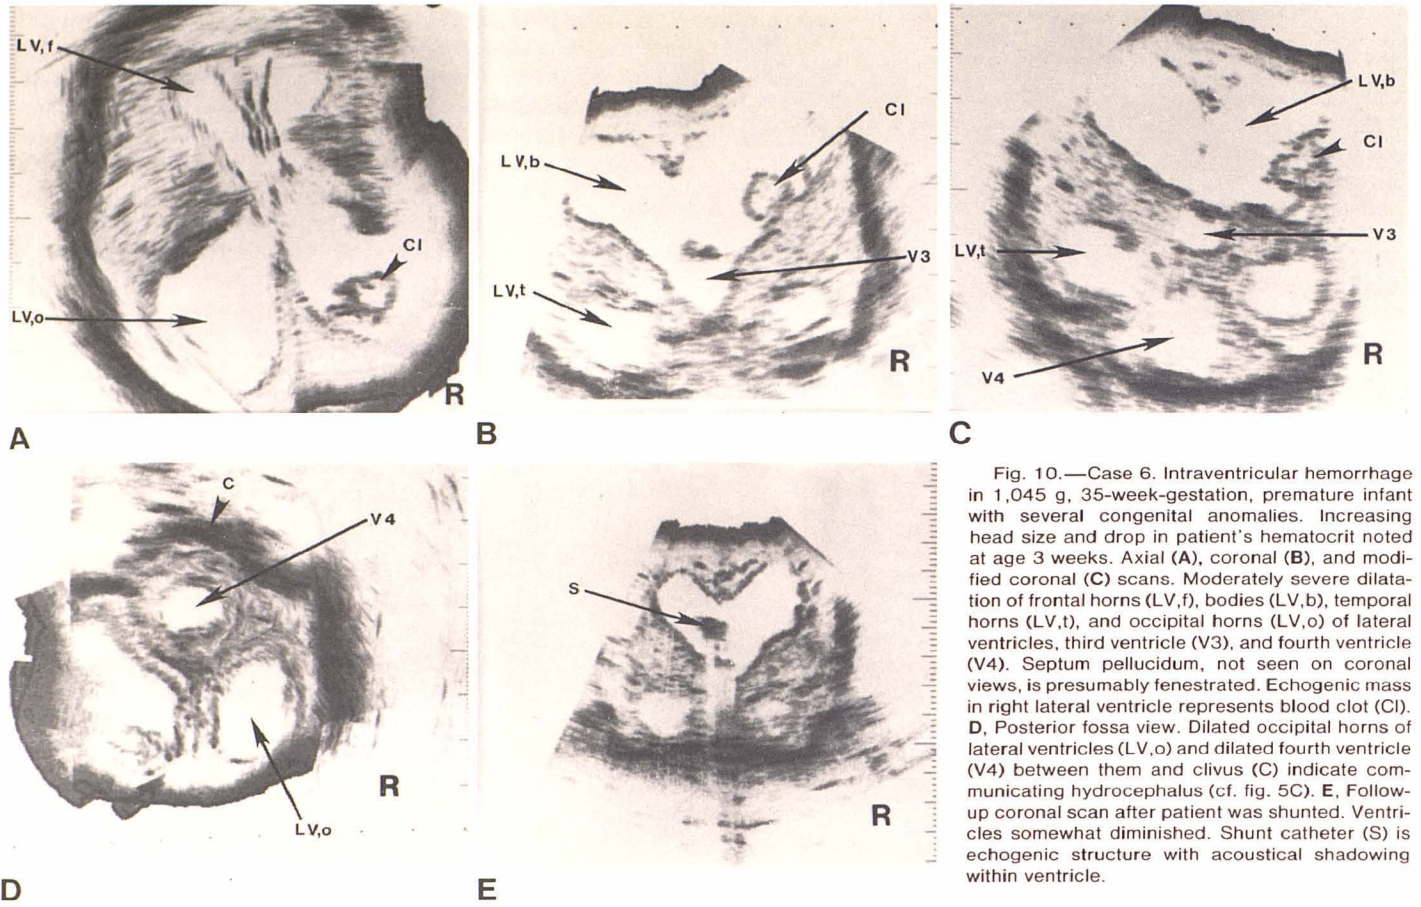 LV,f
Cl
LV,o
R
A
Cl
LV,b
V3
LV,t
R
B
LV,b
Cl
V3
LV,t
V4
R
C
C
V4
LV,o
R
D
S
R
E
Fig. 10.—Case 6. Intraventricular hemorrhage
in 1,045 g, 35-week-gestation, premature infant
with several congenital anomalies. Increasing
head size and drop in patient's hematocrit noted
at age 3 weeks. Axial (A), coronal (B), and modi-
fied coronal (C) scans. Moderately severe dilata-
tion of frontal horns (LV,f), bodies (LV,b), temporal
horns (LV,t), and occipital horns (LV,o) of lateral
ventricles, third ventricle (V3), and fourth ventricle
(V4). Septum pellucidum, not seen on coronal
views, is presumably fenestrated. Echogenic mass
in right lateral ventricle represents blood clot (Cl).
D, Posterior fossa view. Dilated occipital horns of
lateral ventricles (LV,o) and dilated fourth ventricle
(V4) between them and clivus (C) indicate com-
municating hydrocephalus (cf. fig. 5C). E, Follow-
up coronal scan after patient was shunted. Ventri-
cles somewhat diminished. Shunt catheter (S) is
echogenic structure with acoustical shadowing
within ventricle.